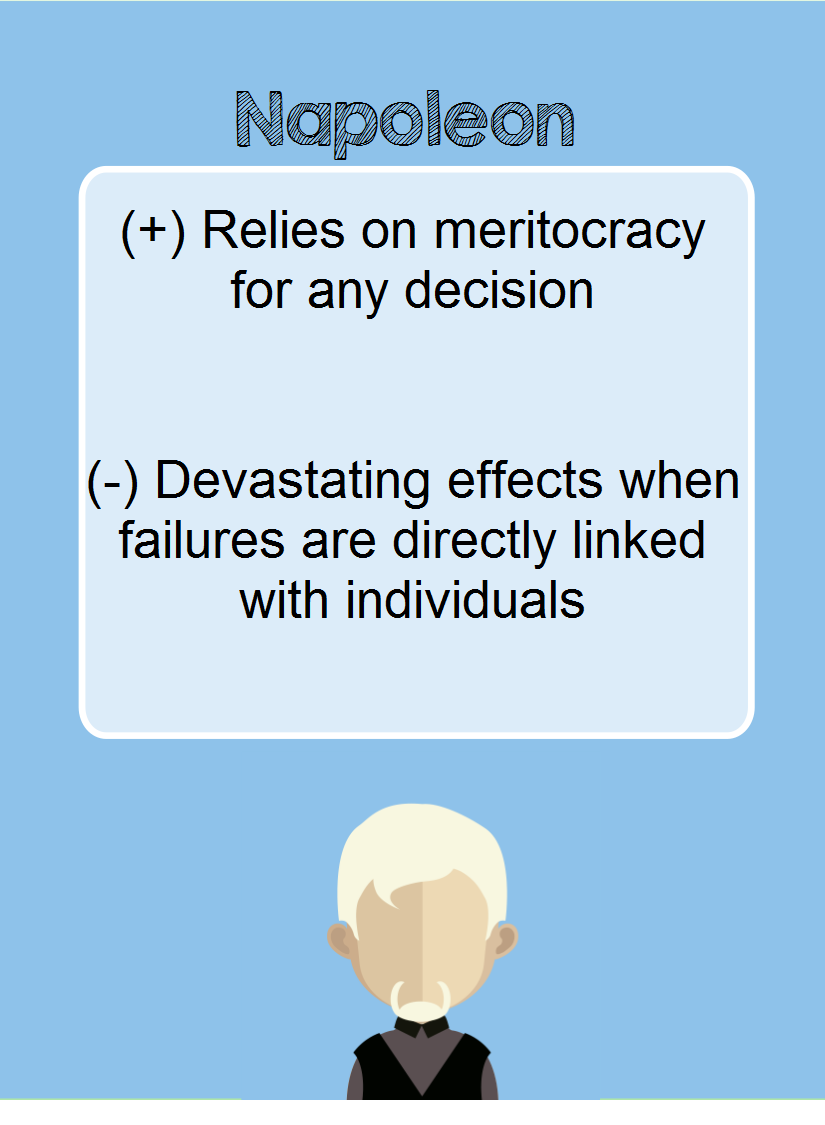 Napoleon
(+) Relies on meritocracy
for any decision
(-) Devastating effects when
failures are directly linked
with individuals